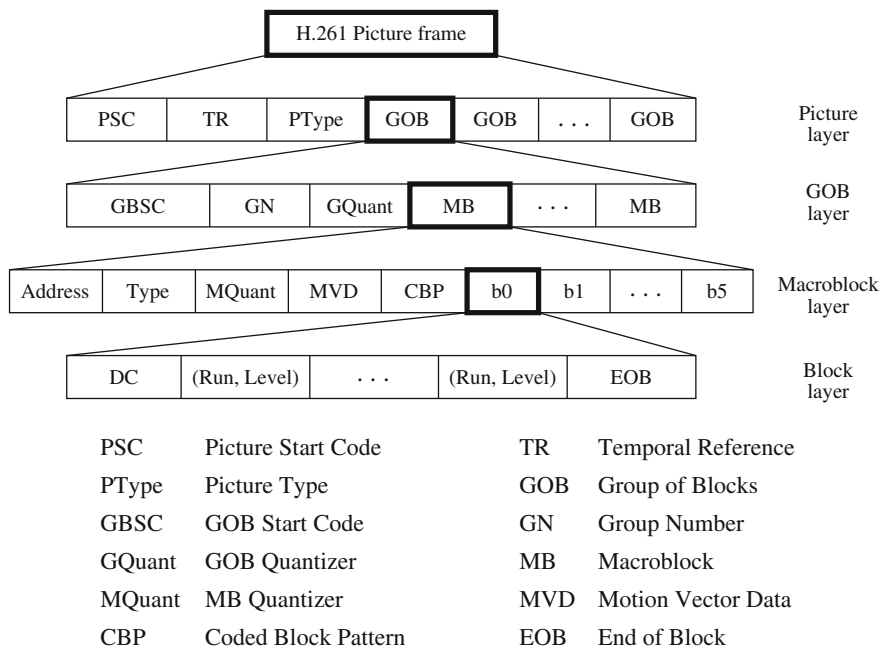 H.261 Picture frame
PSC TR PType GOB GOB . . . GOB
Picture layer
GBSC GN GQuant MB . . . MB
GOB layer
Address Type MQuant MVD CBP b0 b1 . . . b5
Macroblock layer
DC (Run, Level) . . . (Run, Level) EOB
Block layer
PSC Picture Start Code TR Temporal Reference
PType Picture Type GOB Group of Blocks
GBSC GOB Start Code GN Group Number
GQuant GOB Quantizer MB Macroblock
MQuant MB Quantizer MVD Motion Vector Data
CBP Coded Block Pattern EOB End of Block